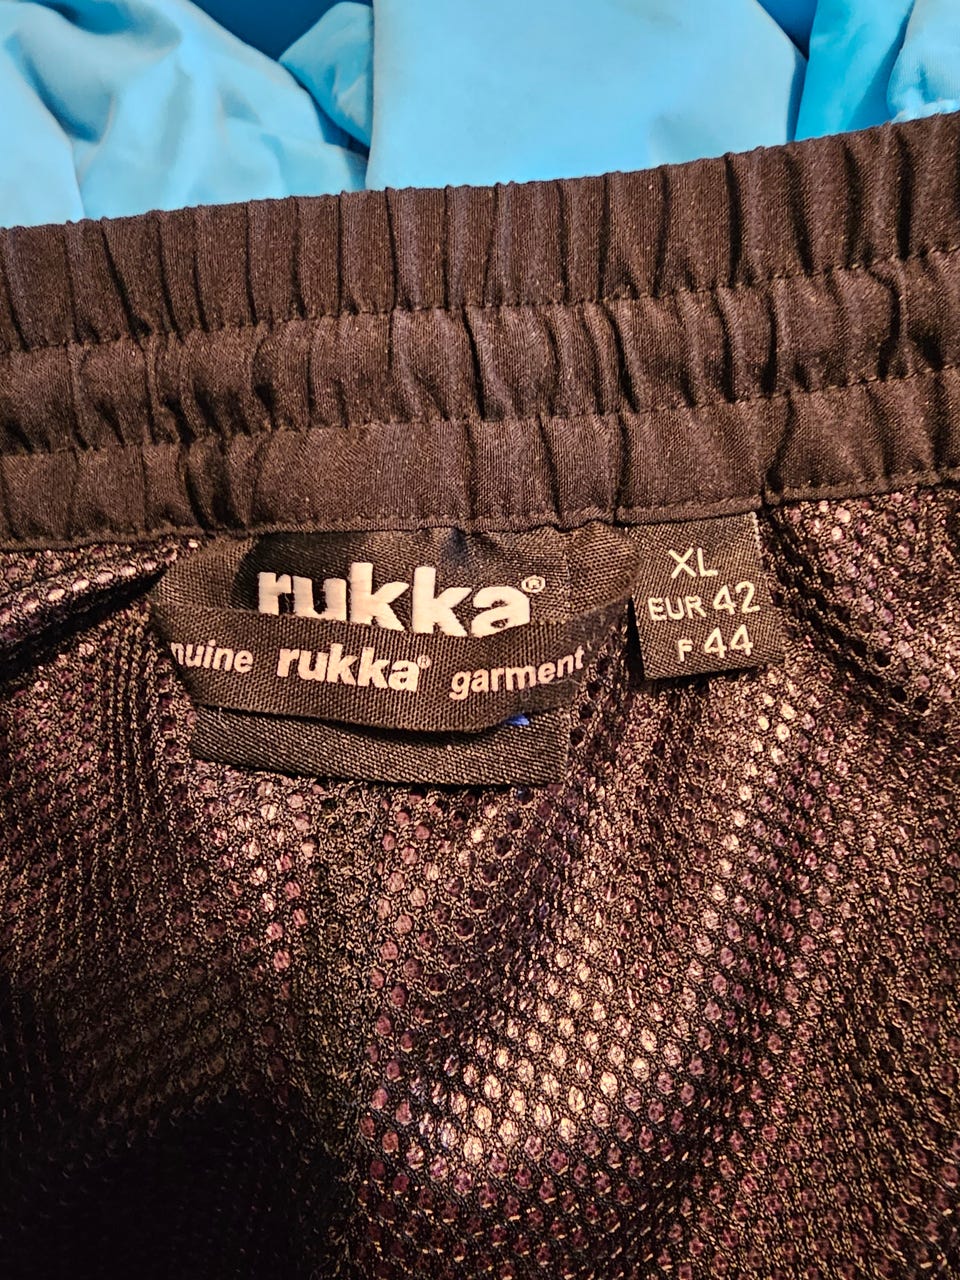 rukka®
nuine rukka® garment
XL
EUR 42
F 44